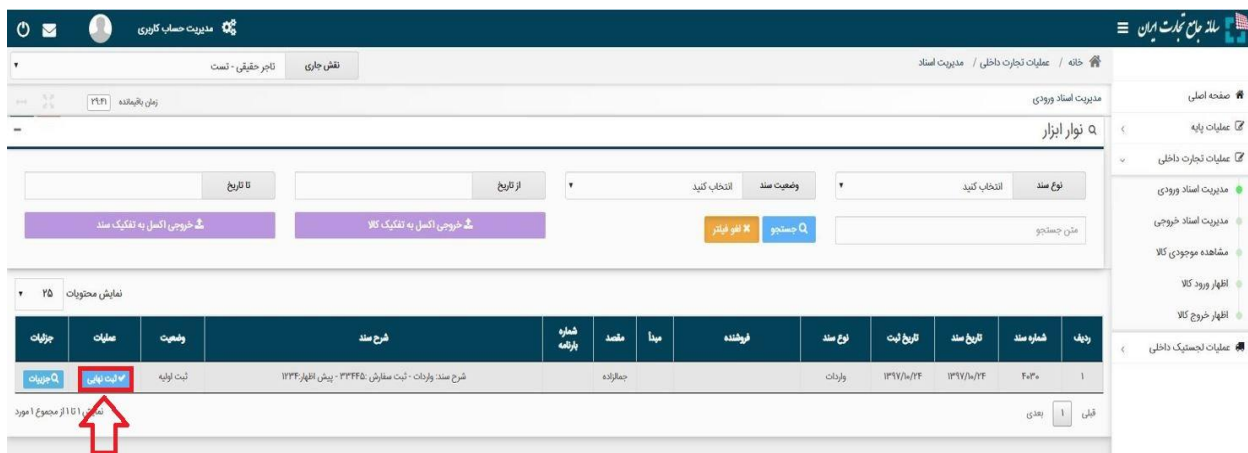 سامانه جامع تجارت ایران
مدیریت حساب کاربری
خانه / عملیات تجارت داخلی / مدیریت اسناد
نقش جاری
تاجر حقیقی - تست
مدیریت اسناد ورودی
زمان باقیمانده ۲۹:۴۱
صفحه اصلی
عملیات پایه
عملیات تجارت داخلی
مدیریت اسناد ورودی
مدیریت اسناد خروجی
مشاهده موجودی کالا
اظهار ورود کالا
اظهار خروج کالا
عملیات لجستیک داخلی
نوار ابزار
نوع سند انتخاب کنید وضعیت سند انتخاب کنید از تاریخ تا تاریخ
متن جستجو جستجو لغو فیلتر خروجی اکسل به تفکیک کالا خروجی اکسل به تفکیک سند
نمایش محتویات ۲۵
ردیف شماره سند تاریخ سند تاریخ ثبت نوع سند فروشنده مبدأ مقصد شماره بارنامه شرح سند وضعیت عملیات جزئیات
۱ ۴۰۳۰ ۱۳۹۷/۱۰/۲۴ ۱۳۹۷/۱۰/۲۴ واردات جمالزاده شرح سند: واردات - ثبت سفارش :۳۳۴۴۵ - پیش اظهار:۱۲۳۴ ثبت اولیه ثبت نهایی جزییات
قبلی ۱ بعدی
نمایش ۱ تا ۱ از مجموع ۱ مورد